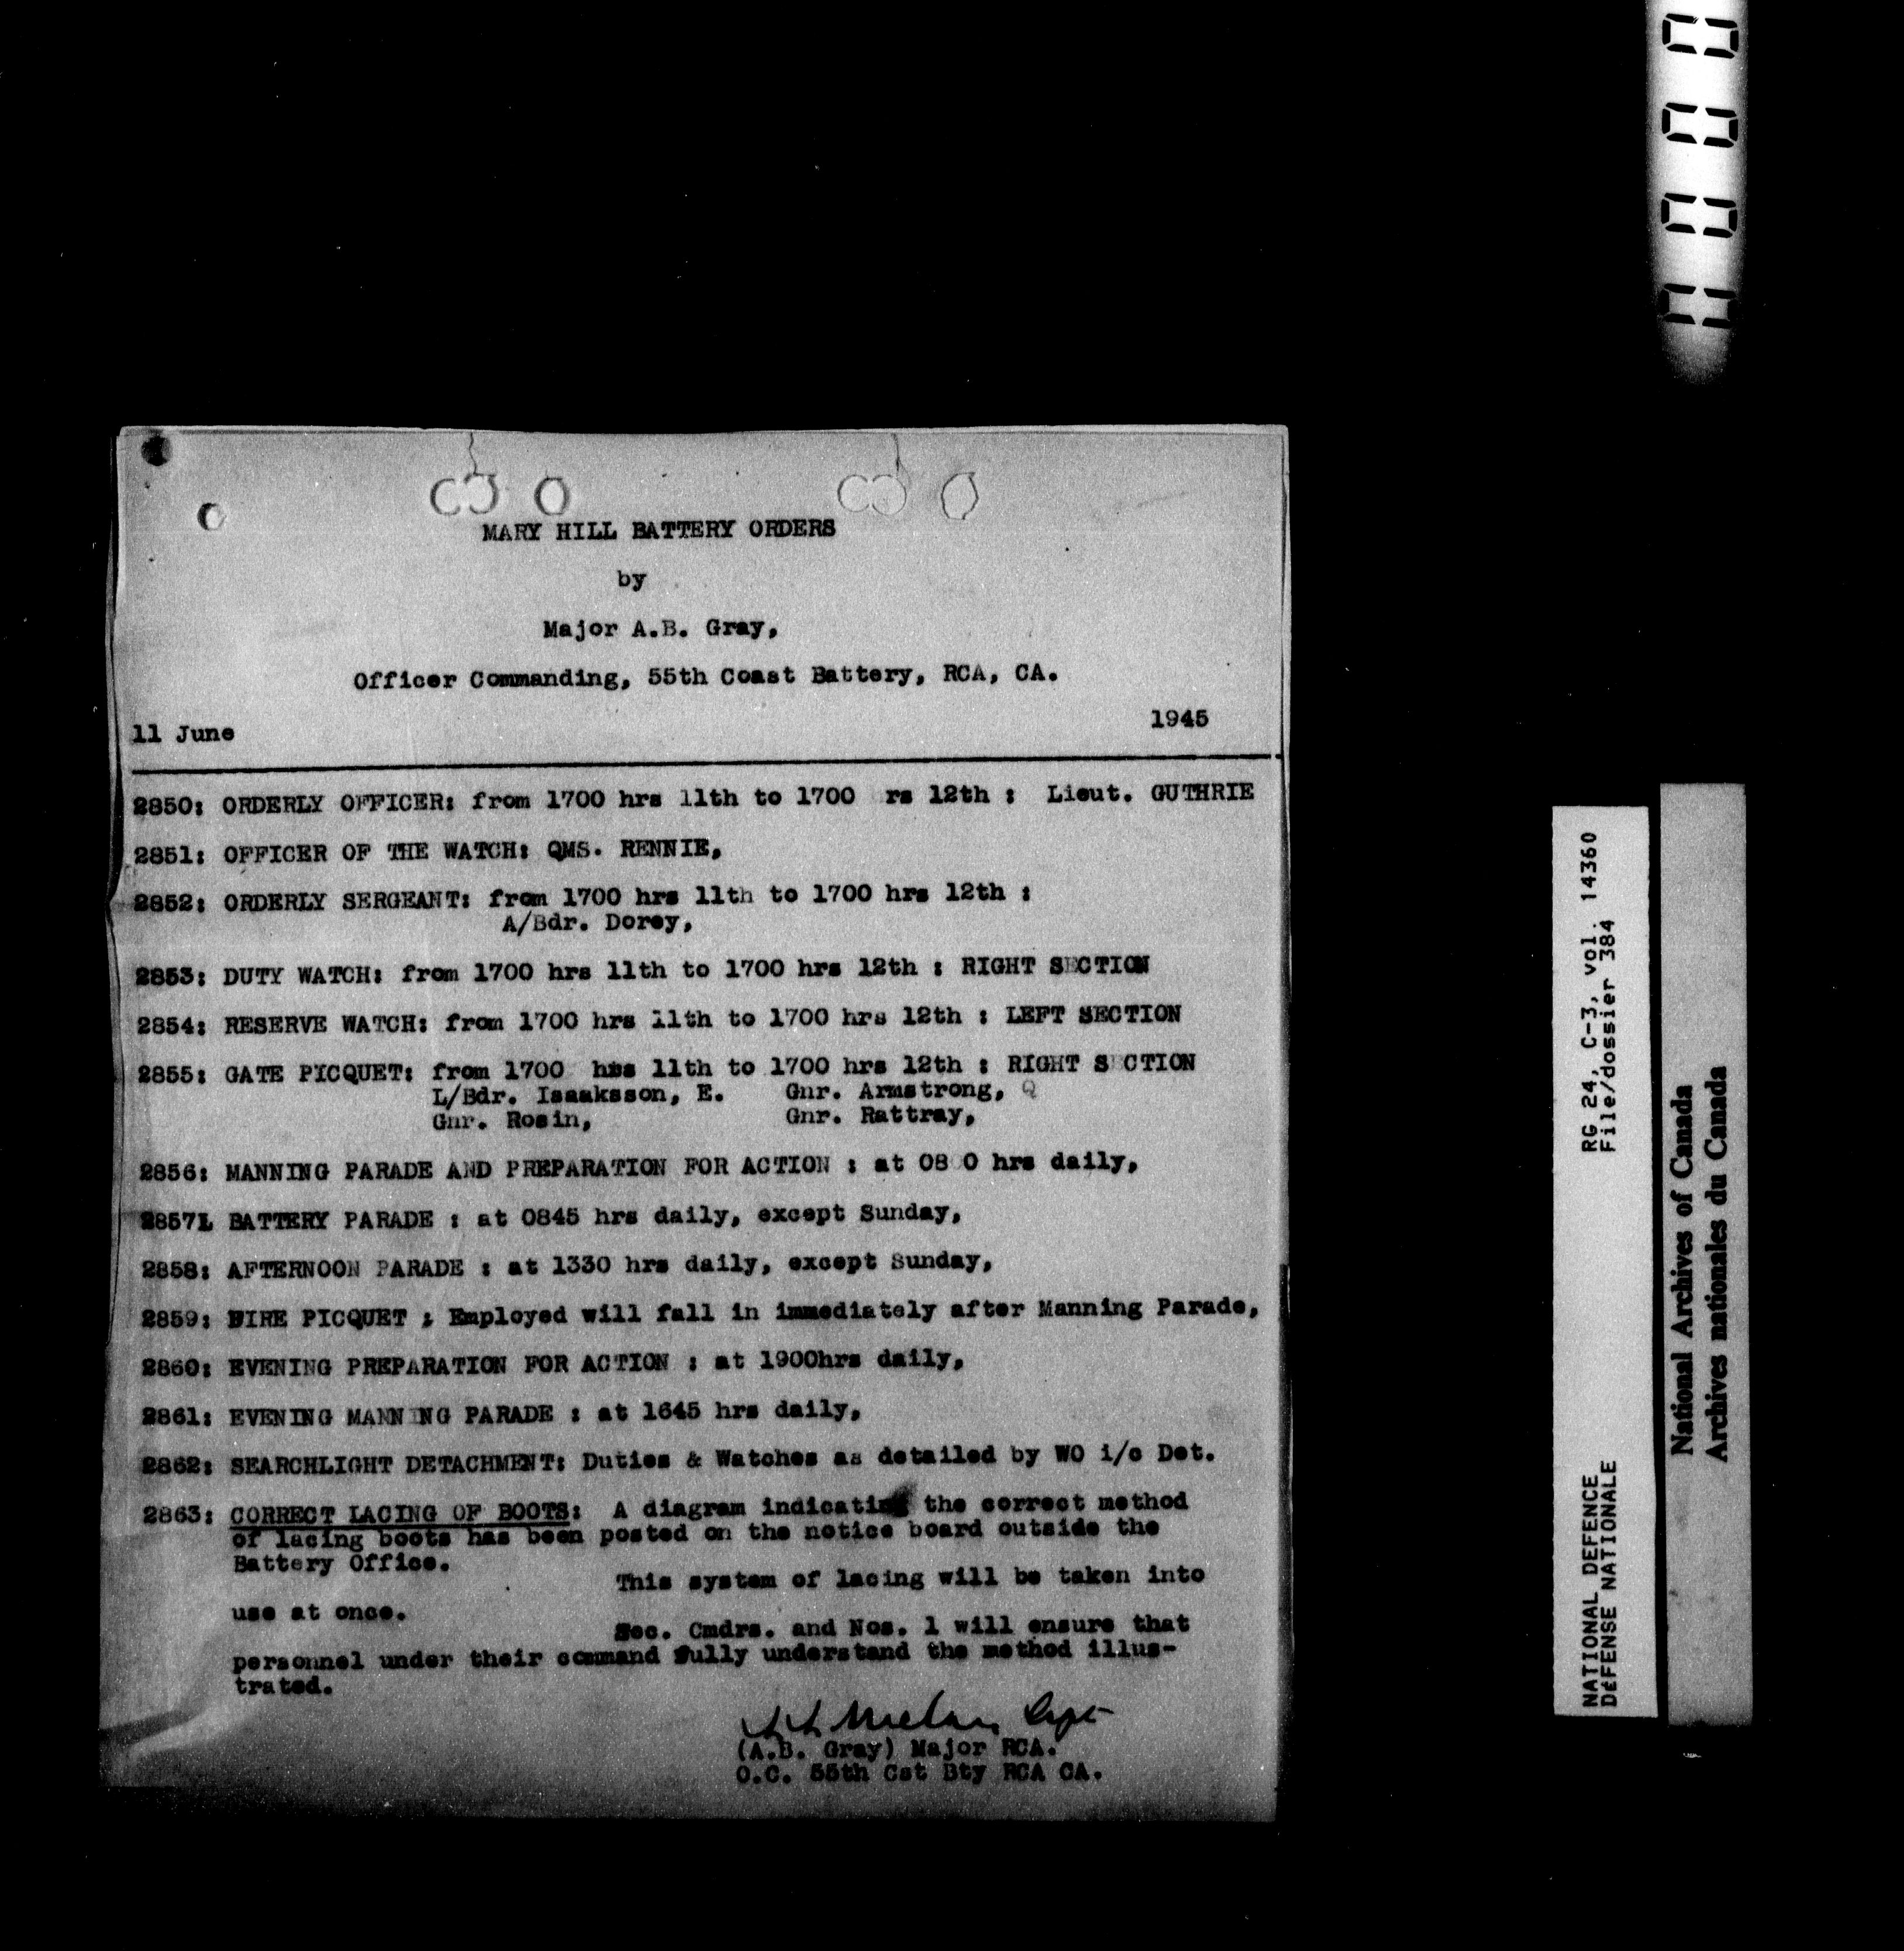 MARY HILL BATTERY ORDERS
by
Major A.B. Gray,
Officer Commanding, 55th Coast Battery, RCA, CA.
11 June 1945
2850: ORDERLY OFFICER: from 1700 hrs 11th to 1700 rs 12th : Lieut. GUTHRIE
2851: OFFICER OF THE WATCH: QMS. RENNIE,
2852: ORDERLY SERGEANT: from 1700 hrs 11th to 1700 hrs 12th :
A/Bdr. Dorey,
2853: DUTY WATCH: from 1700 hrs 11th to 1700 hrs 12th : RIGHT SECTION
2854: RESERVE WATCH: from 1700 hrs 11th to 1700 hrs 12th : LEFT SECTION
2855: GATE PICQUET: from 1700 hrs 11th to 1700 hrs 12th : RIGHT S CTION
L/Bdr. Isaaksson, E. Gnr. Armstrong, Q
Gnr. Rosin, Gnr. Rattray,
2856: MANNING PARADE AND PREPARATION FOR ACTION : at 08 0 hrs daily,
2857L BATTERY PARADE : at 0845 hrs daily, except Sunday,
2858: AFTERNOON PARADE : at 1330 hrs daily, except Sunday,
2859: FIRE PICQUET : Employed will fall in immediately after Manning Parade,
2860: EVENING PREPARATION FOR ACTION : at 1900hrs daily,
2861: EVENING MANNING PARADE : at 1645 hrs daily,
2862: SEARCHLIGHT DETACHMENT: Duties & Watches as detailed by WO i/c Det.
2863: CORRECT LACING OF BOOTS: A diagram indicating the correct method
of lacing boots has been posted on the notice board outside the
Battery Office.
This system of lacing will be taken into
use at once.
Sec. Cmdrs. and Nos. 1 will ensure that
personnel under their command fully understand the method illus-
trated.
Capt
(A.B. Gray) Major RCA.
O.C. 55th Cst Bty RCA CA.
NATIONAL DEFENCE RG 24, C-3, vol. 14360
DÉFENSE NATIONALE File/dossier 384
National Archives of Canada
Archives nationales du Canada